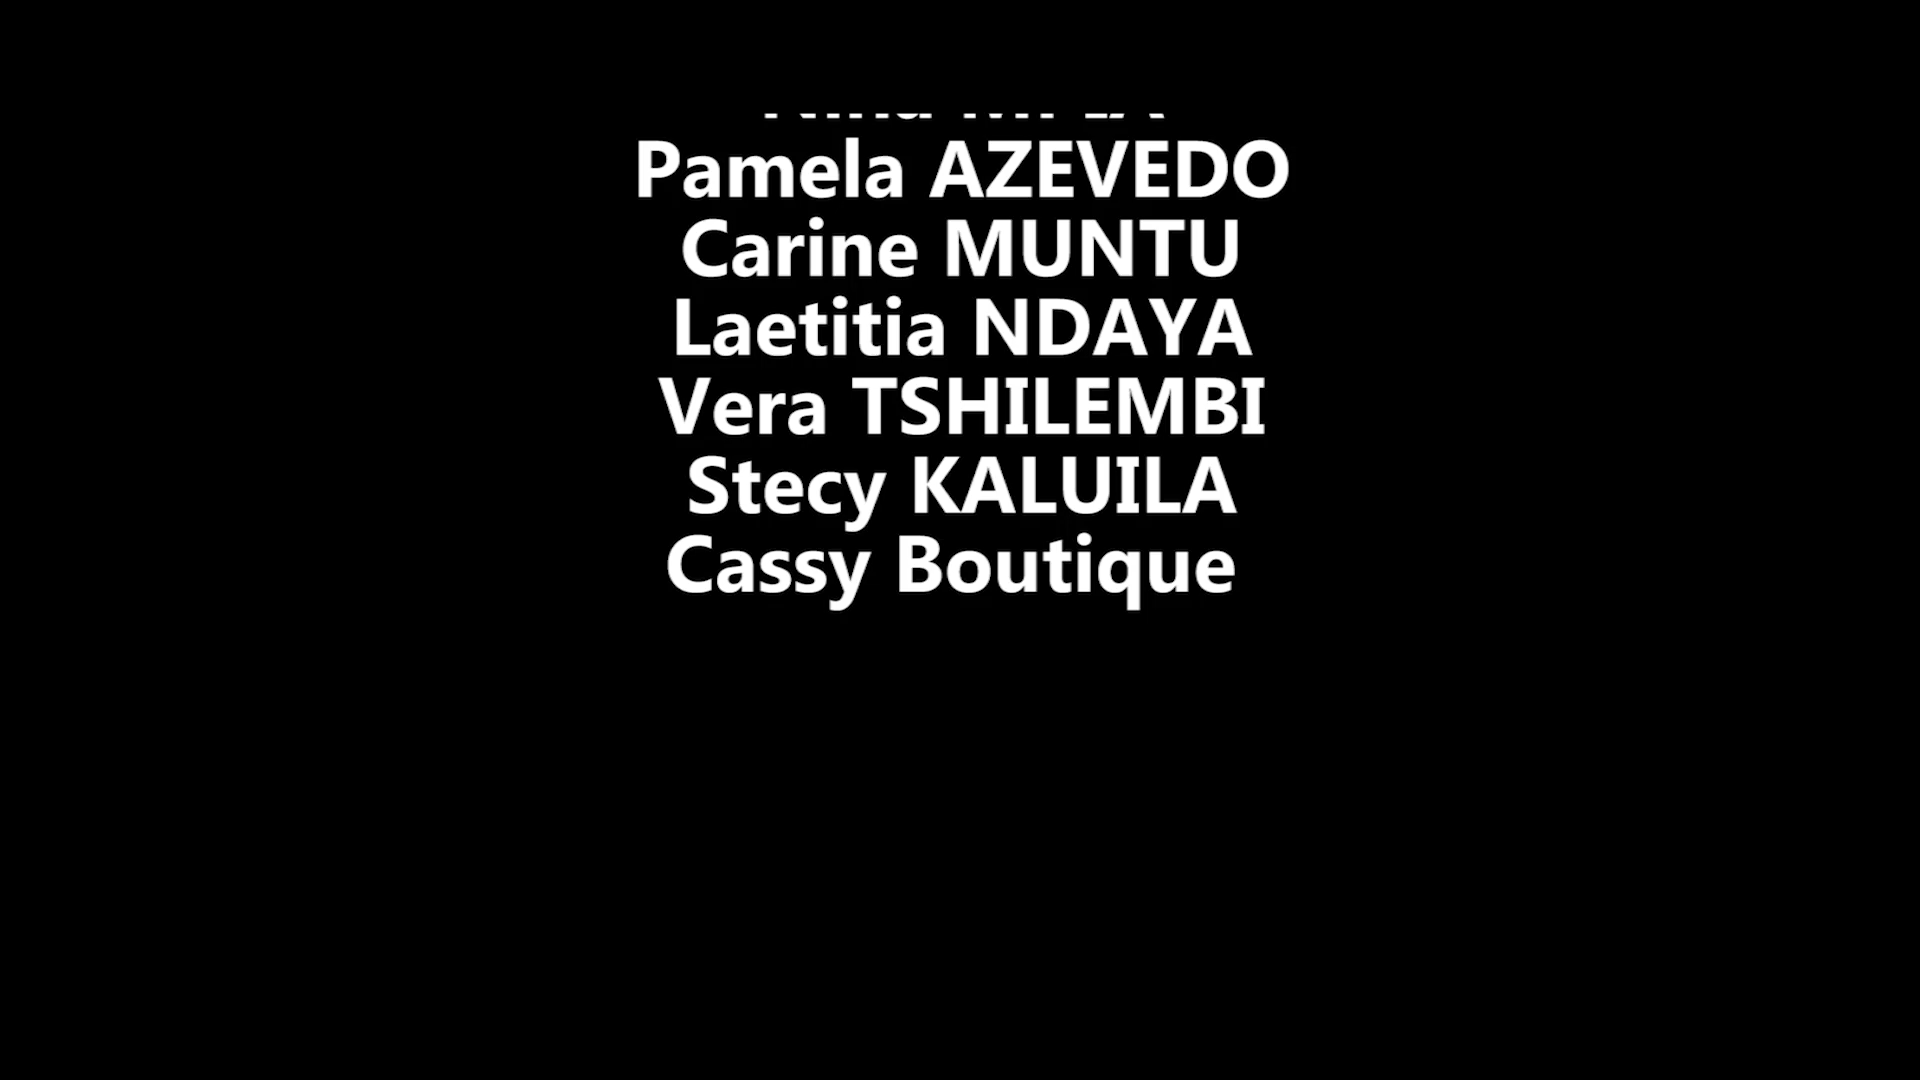 Pamela AZEVEDO
Carine MUNTU
Laetitia NDAYA
Vera TSHILEMBI
Stecy KALUILA
Cassy Boutique